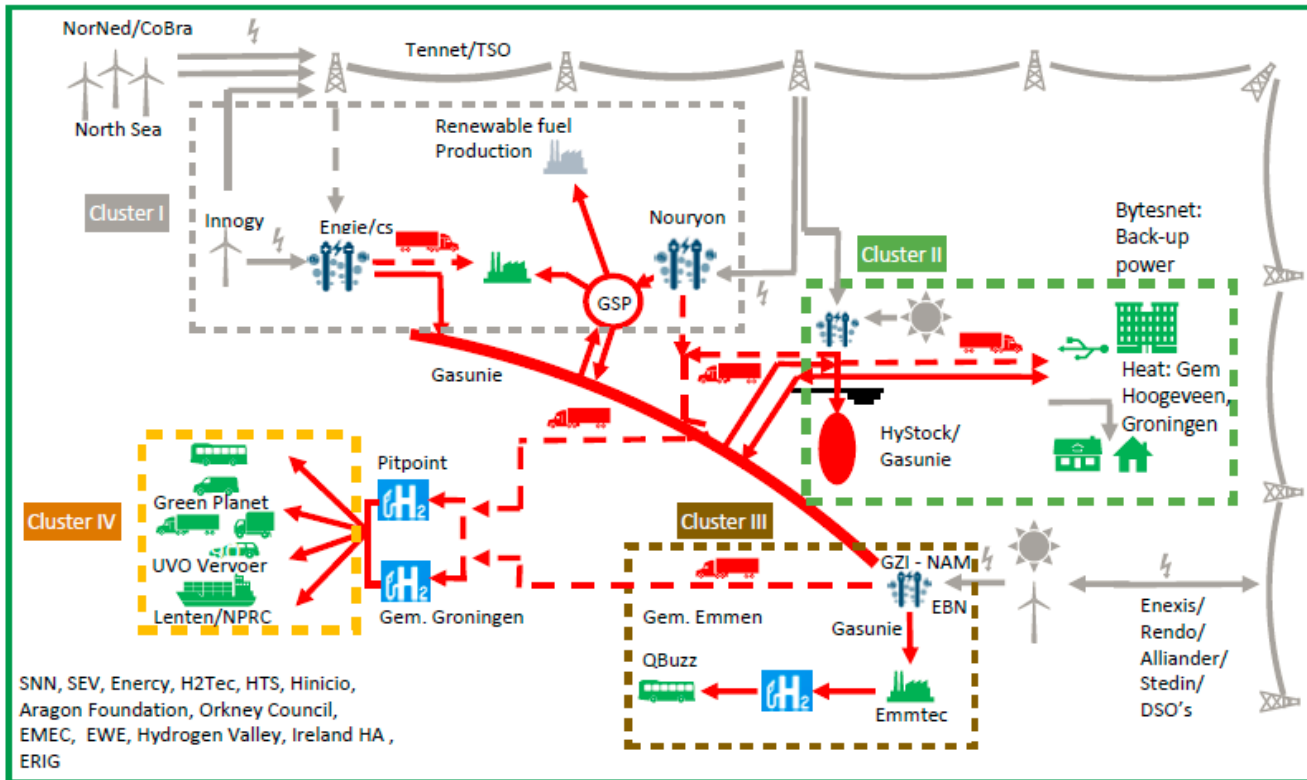 NorNed/CoBra
North Sea
Tennet/TSO
Renewable fuel
Production
Cluster I
Innogy
Engie/cs
Nouryon
GSP
Cluster II
Bytesnet:
Back-up
power
Heat: Gem
Hoogeveen,
Groningen
HyStock/
Gasunie
Gasunie
Pitpoint
H2
Cluster IV
Green Planet
UVO Vervoer
Lenten/NPRC
H2
Gem. Groningen
Cluster III
GZI - NAM
EBN
Gem. Emmen
Gasunie
QBuzz
H2
Emmtec
Enexis/
Rendo/
Alliander/
Stedin/
DSO's
SNN, SEV, Enercy, H2Tec, HTS, Hinicio,
Aragon Foundation, Orkney Council,
EMEC, EWE, Hydrogen Valley, Ireland HA ,
ERIG